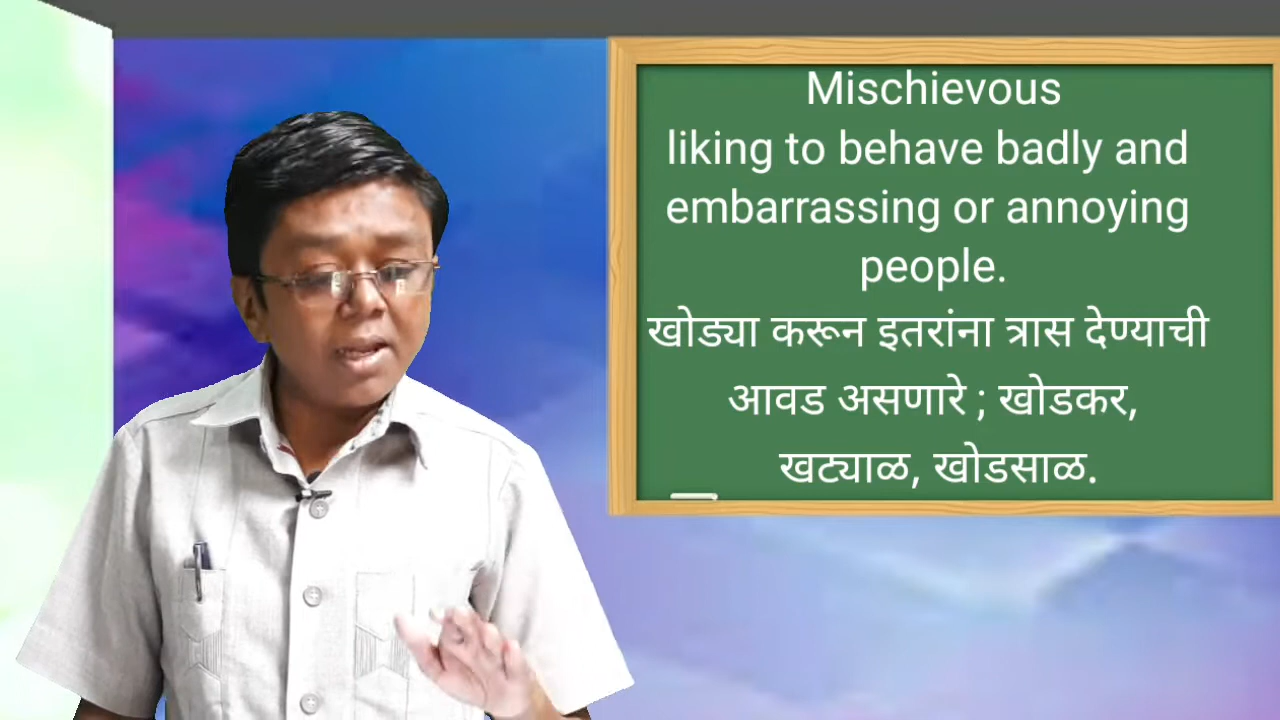 Mischievous
liking to behave badly and
embarrassing or annoying
people.
खोड्या करून इतरांना त्रास देण्याची
आवड असणारे ; खोडकर,
खट्याळ, खोडसाळ.